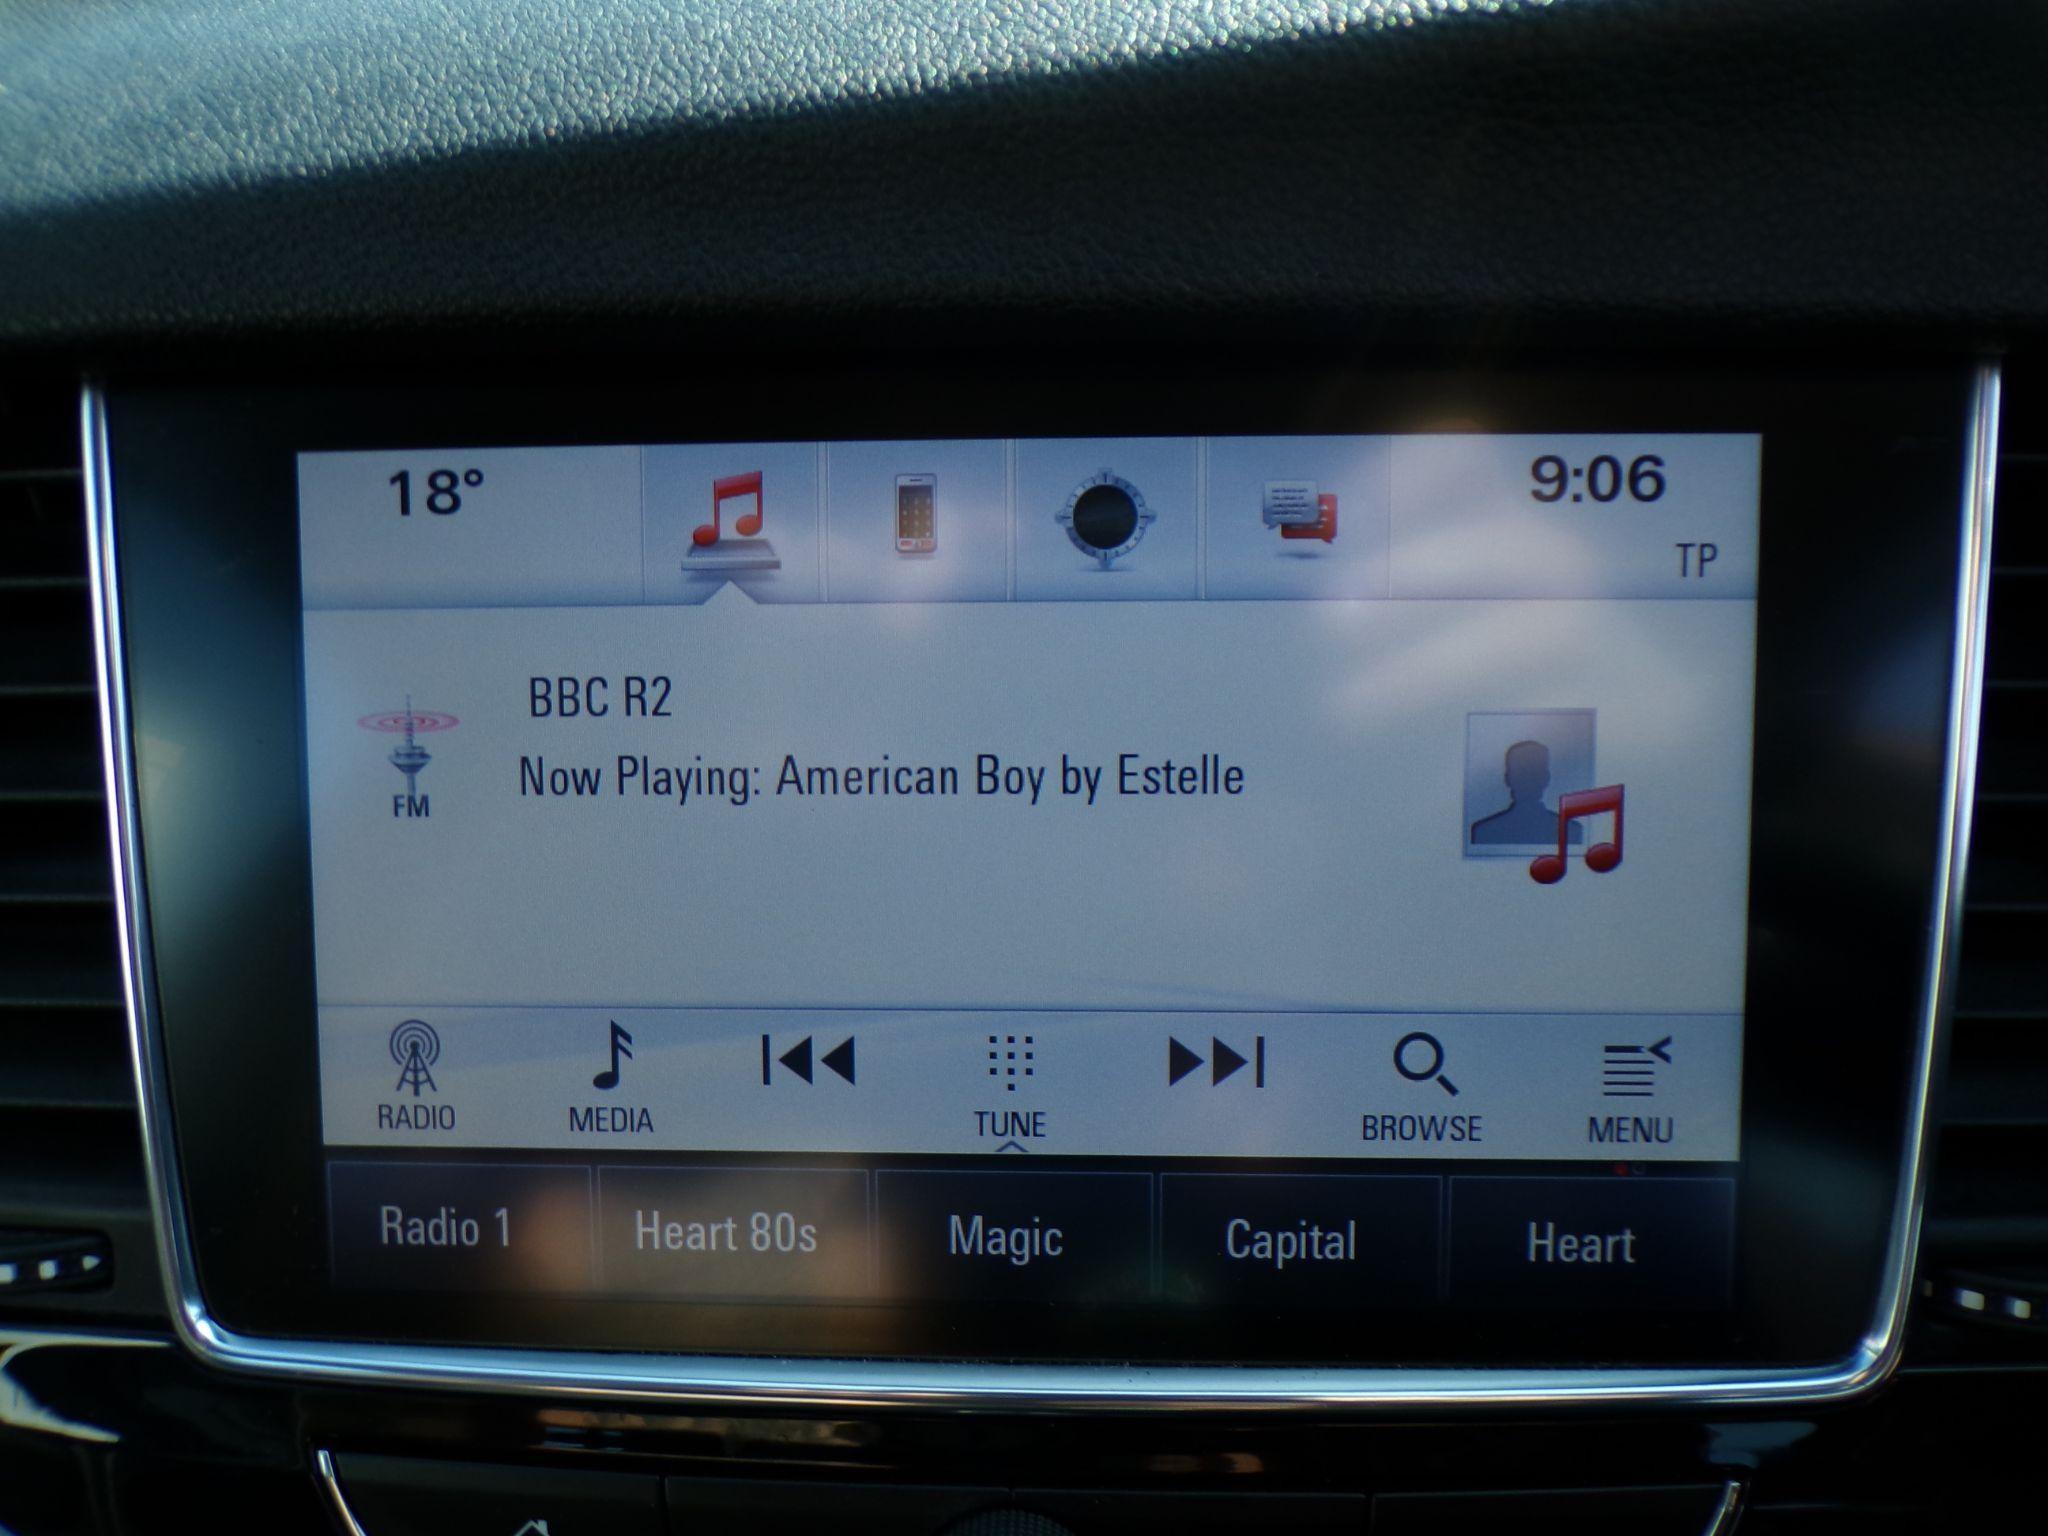 18°
9:06
TP
BBC R2
Now Playing: American Boy by Estelle
FM
RADIO
MEDIA
TUNE
BROWSE
MENU
Radio 1
Heart 80s
Magic
Capital
Heart